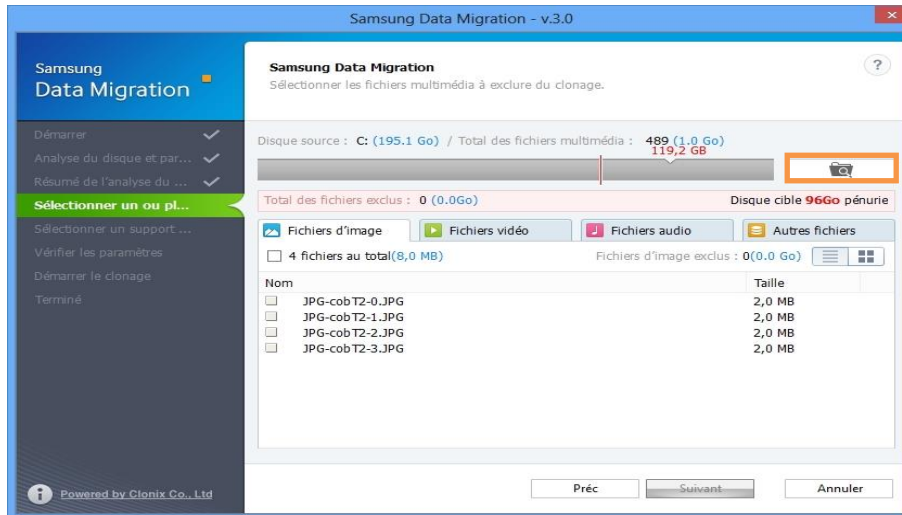 Samsung Data Migration - v.3.0
×
Samsung
Data Migration
Samsung Data Migration
Sélectionner les fichiers multimédia à exclure du clonage.
?
Démarrer
Analyse du disque et par...
Résumé de l'analyse du ...
Sélectionner un ou pl...
Sélectionner un support ...
Vérifier les paramètres
Démarrer le clonage
Terminé
Disque source : C: (195.1 Go) / Total des fichiers multimédia : 489 (1.0 Go)
119,2 GB
Total des fichiers exclus : 0 (0.0Go) Disque cible 96Go pénurie
Fichiers d'image Fichiers vidéo Fichiers audio Autres fichiers
4 fichiers au total(8,0 MB) Fichiers d'image exclus : 0(0.0 Go)
Nom Taille
JPG-cobT2-0.JPG 2,0 MB
JPG-cobT2-1.JPG 2,0 MB
JPG-cobT2-2.JPG 2,0 MB
JPG-cobT2-3.JPG 2,0 MB
Powered by Clonix Co., Ltd
Préc Suivant Annuler